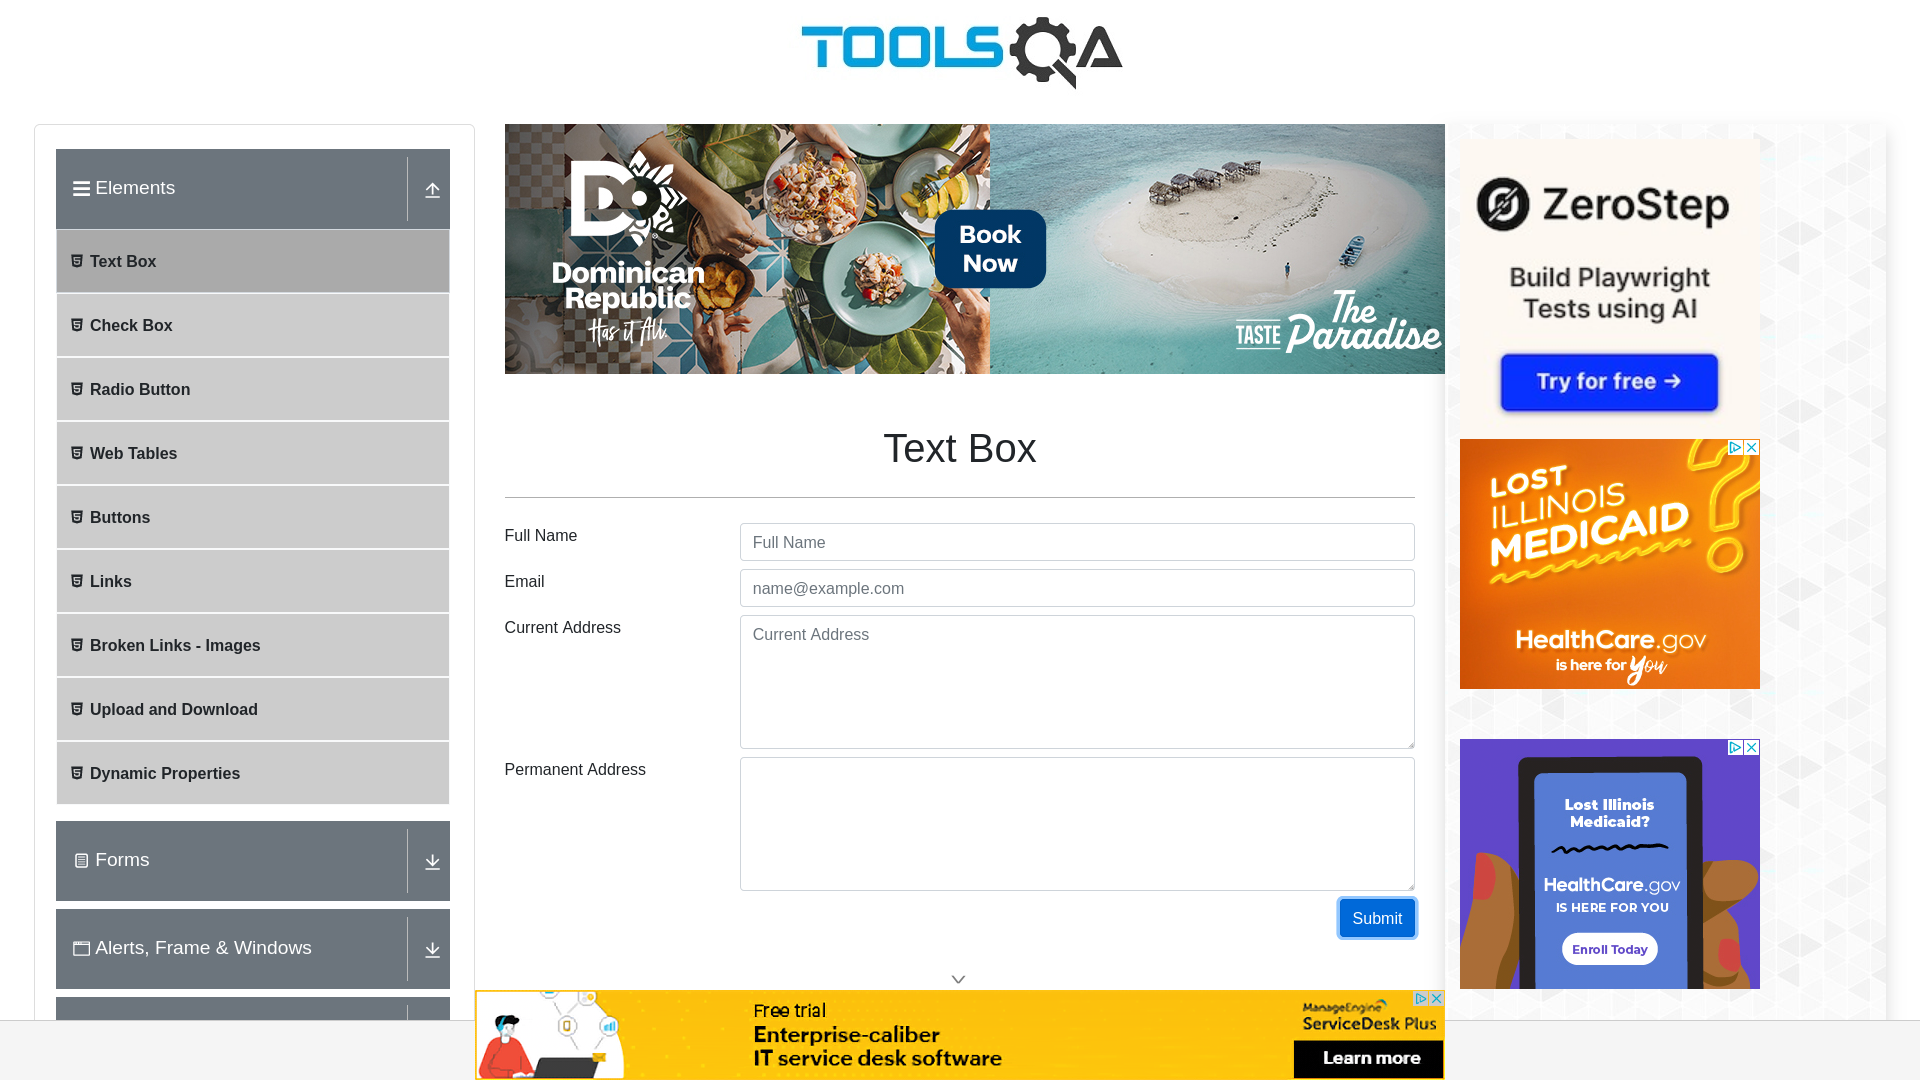 TOOLSQA
Elements
Text Box
Check Box
Radio Button
Web Tables
Buttons
Links
Broken Links - Images
Upload and Download
Dynamic Properties
Forms
Alerts, Frame & Windows
Dominican
Republic
Has it All.
Book
Now
The
TASTE Paradise
Text Box
Full Name
Full Name
Email
name@example.com
Current Address
Current Address
Permanent Address
Submit
Free trial
Enterprise-caliber
IT service desk software
ManageEngine
ServiceDesk Plus
Learn more
ZeroStep
Build Playwright
Tests using AI
Try for free →
LOST
ILLINOIS
MEDICAID?
HealthCare.gov
is here for You
Lost Illinois
Medicaid?
HealthCare.gov
IS HERE FOR YOU
Enroll Today